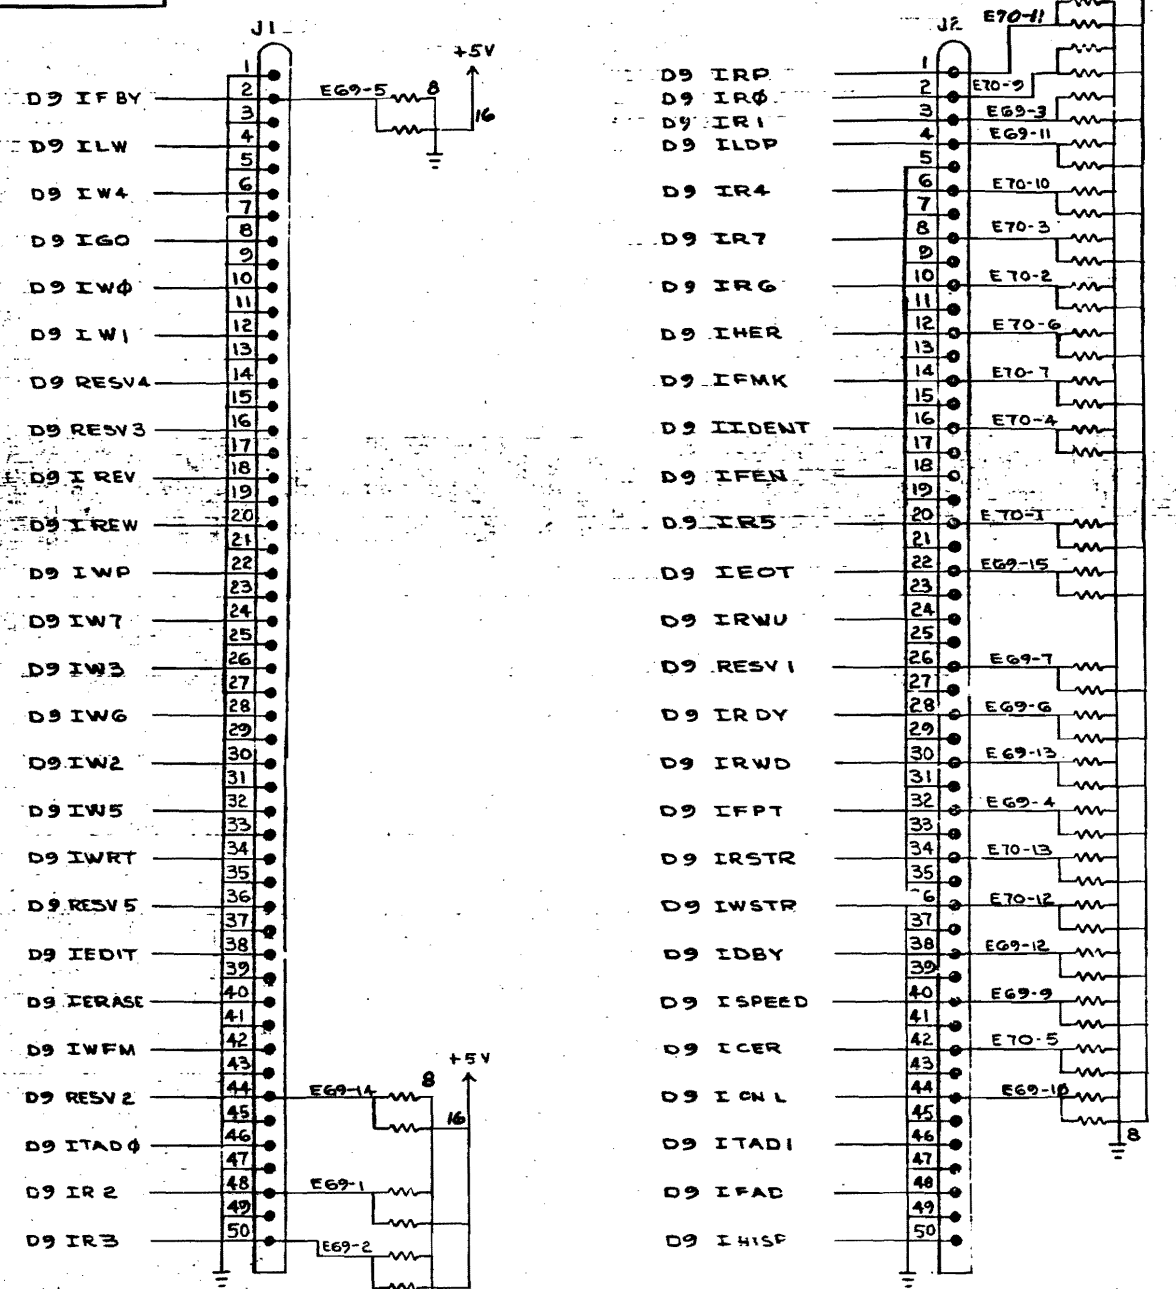 J1
+5V
1
D9 IFBY 2 E69-5 8
3 16
D9 ILW 4
5
D9 IW4 6
7
D9 IGO 8
9
D9 IWϕ 10
11
D9 IW1 12
13
D9 RESV4 14
15
D9 RESV3 16
17
D9 IREV 18
19
D9 IREW 20
21
D9 IWP 22
23
D9 IW7 24
25
D9 IW3 26
27
D9 IW6 28
29
D9 IW2 30
31
D9 IW5 32
33
D9 IWRT 34
35
D9 RESV5 36
37
D9 IEDIT 38
39
D9 IERASE 40
41
D9 IWFM 42
43 +5V
D9 RESV2 44 E69-14 8
45 16
D9 ITADϕ 46
47
D9 IR2 48 E69-1
49
D9 IR3 50 E69-2
J2 E70-11
D9 IRP 1
D9 IRϕ 2 E70-9
D9 IR1 3 E69-3
D9 ILDP 4 E69-11
5
D9 IR4 6 E70-10
7
D9 IR7 8 E70-3
9
D9 IR6 10 E70-2
11
D9 IHER 12 E70-6
13
D9 IFMK 14 E70-7
15
D9 IIDENT 16 E70-4
17
D9 IFEN 18
19
D9 IR5 20 E70-1
21
D9 IEOT 22 E69-15
23
D9 IRWU 24
25
D9 RESV1 26 E69-7
27
D9 IRDY 28 E69-6
29
D9 IRWD 30 E69-13
31
D9 IFPT 32 E69-4
33
D9 IRSTR 34 E70-13
35
D9 IWSTR 6 E70-12
37
D9 IDBY 38 E69-12
39
D9 ISPEED 40 E69-9
41
D9 ICER 42 E70-5
43
D9 IONL 44 E69-10
45
D9 ITAD1 46 8
47
D9 IFAD 48
49
D9 50